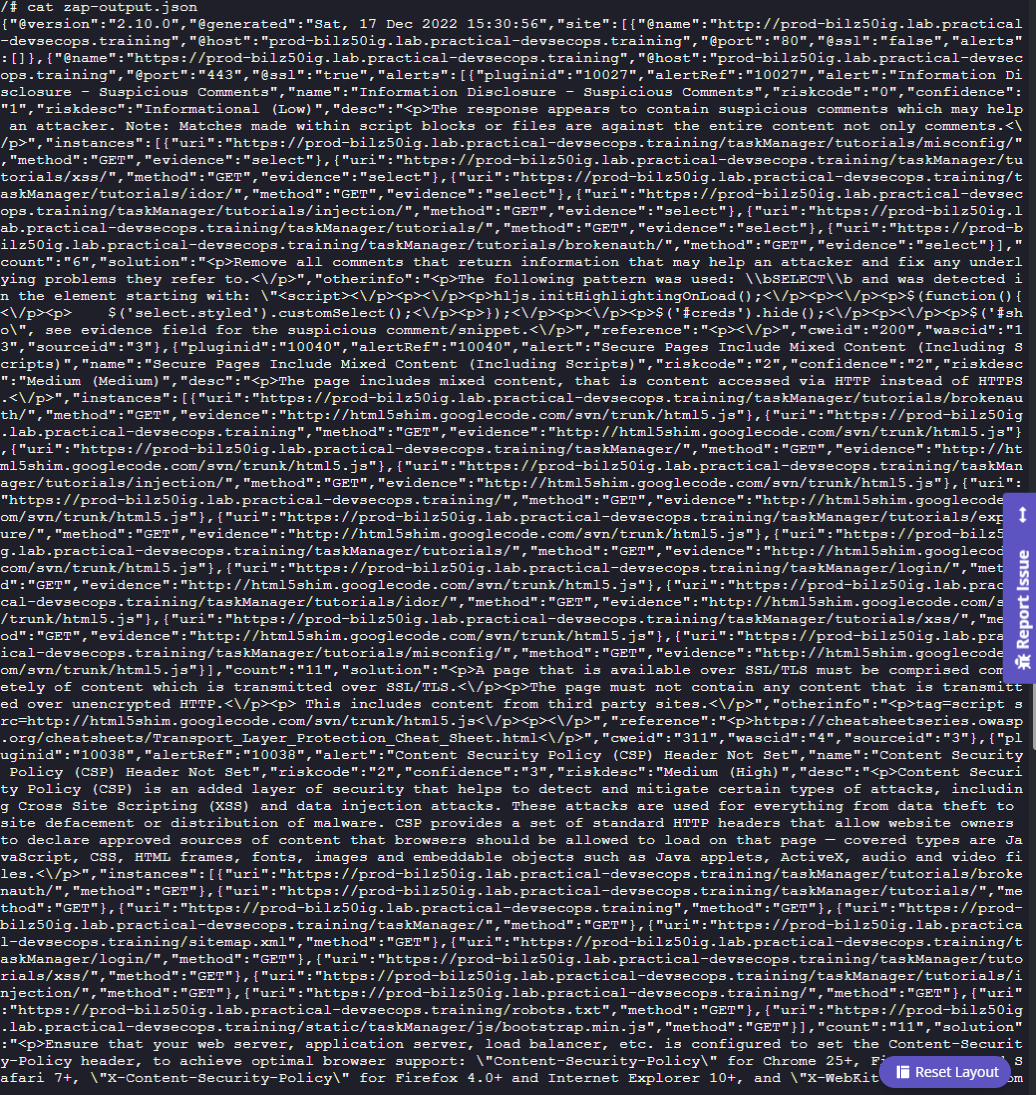 /# cat zap-output.json
{"@version":"2.10.0","@generated":"Sat, 17 Dec 2022 15:30:56","site":[{"@name":"http://prod-bilz50ig.lab.practical
-devsecops.training","@host":"prod-bilz50ig.lab.practical-devsecops.training","@port":"80","@ssl":"false","alerts"
:[]},{"@name":"https://prod-bilz50ig.lab.practical-devsecops.training","@host":"prod-bilz50ig.lab.practical-devsec
ops.training","@port":"443","@ssl":"true","alerts":[{"pluginid":"10027","alertRef":"10027","alert":"Information Di
sclosure - Suspicious Comments","name":"Information Disclosure - Suspicious Comments","riskcode":"0","confidence":
"1","riskdesc":"Informational (Low)","desc":"<p>The response appears to contain suspicious comments which may help
 an attacker. Note: Matches made within script blocks or files are against the entire content not only comments.<\
/p>","instances":[{"uri":"https://prod-bilz50ig.lab.practical-devsecops.training/taskManager/tutorials/misconfig/"
,"method":"GET","evidence":"select"},{"uri":"https://prod-bilz50ig.lab.practical-devsecops.training/taskManager/tu
torials/xss/","method":"GET","evidence":"select"},{"uri":"https://prod-bilz50ig.lab.practical-devsecops.training/t
askManager/tutorials/idor/","method":"GET","evidence":"select"},{"uri":"https://prod-bilz50ig.lab.practical-devsec
ops.training/taskManager/tutorials/injection/","method":"GET","evidence":"select"},{"uri":"https://prod-bilz50ig.l
ab.practical-devsecops.training/taskManager/tutorials/","method":"GET","evidence":"select"},{"uri":"https://prod-b
ilz50ig.lab.practical-devsecops.training/taskManager/tutorials/brokenauth/","method":"GET","evidence":"select"}],"
count":"6","solution":"<p>Remove all comments that return information that may help an attacker and fix any underl
ying problems they refer to.<\/p>","otherinfo":"<p>The following pattern was used: \\bSELECT\\b and was detected i
n the element starting with: \"<script><\/p><p><\/p><p>hljs.initHighlightingOnLoad();<\/p><p><\/p><p>$(function(){
<\/p><p>    $('select.styled').customSelect();<\/p><p>});<\/p><p><\/p><p>$('#creds').hide();<\/p><p><\/p><p>$('#sh
o\", see evidence field for the suspicious comment/snippet.<\/p>","reference":"<p><\/p>","cweid":"200","wascid":"1
3","sourceid":"3"},{"pluginid":"10040","alertRef":"10040","alert":"Secure Pages Include Mixed Content (Including S
cripts)","name":"Secure Pages Include Mixed Content (Including Scripts)","riskcode":"2","confidence":"2","riskdesc
":"Medium (Medium)","desc":"<p>The page includes mixed content, that is content accessed via HTTP instead of HTTPS
.<\/p>","instances":[{"uri":"https://prod-bilz50ig.lab.practical-devsecops.training/taskManager/tutorials/brokenau
th/","method":"GET","evidence":"http://html5shim.googlecode.com/svn/trunk/html5.js"},{"uri":"https://prod-bilz50ig
.lab.practical-devsecops.training","method":"GET","evidence":"http://html5shim.googlecode.com/svn/trunk/html5.js"}
,{"uri":"https://prod-bilz50ig.lab.practical-devsecops.training/taskManager/","method":"GET","evidence":"http://ht
ml5shim.googlecode.com/svn/trunk/html5.js"},{"uri":"https://prod-bilz50ig.lab.practical-devsecops.training/taskMan
ager/tutorials/injection/","method":"GET","evidence":"http://html5shim.googlecode.com/svn/trunk/html5.js"},{"uri":
"https://prod-bilz50ig.lab.practical-devsecops.training/","method":"GET","evidence":"http://html5shim.googlecode
om/svn/trunk/html5.js"},{"uri":"https://prod-bilz50ig.lab.practical-devsecops.training/taskManager/tutorials/exp
ure/","method":"GET","evidence":"http://html5shim.googlecode.com/svn/trunk/html5.js"},{"uri":"https://prod-bilz5
g.lab.practical-devsecops.training/taskManager/tutorials/","method":"GET","evidence":"http://html5shim.googlecod
com/svn/trunk/html5.js"},{"uri":"https://prod-bilz50ig.lab.practical-devsecops.training/taskManager/login/","met
d":"GET","evidence":"http://html5shim.googlecode.com/svn/trunk/html5.js"},{"uri":"https://prod-bilz50ig.lab.prac
cal-devsecops.training/taskManager/tutorials/idor/","method":"GET","evidence":"http://html5shim.googlecode.com/s
/trunk/html5.js"},{"uri":"https://prod-bilz50ig.lab.practical-devsecops.training/taskManager/tutorials/xss/","me
od":"GET","evidence":"http://html5shim.googlecode.com/svn/trunk/html5.js"},{"uri":"https://prod-bilz50ig.lab.pra
ical-devsecops.training/taskManager/tutorials/misconfig/","method":"GET","evidence":"http://html5shim.googlecode
om/svn/trunk/html5.js"}],"count":"11","solution":"<p>A page that is available over SSL/TLS must be comprised com
etely of content which is transmitted over SSL/TLS.<\/p><p>The page must not contain any content that is transmitt
ed over unencrypted HTTP.<\/p><p> This includes content from third party sites.<\/p>","otherinfo":"<p>tag=script s
rc=http://html5shim.googlecode.com/svn/trunk/html5.js<\/p><p><\/p>","reference":"<p>https://cheatsheetseries.owasp
.org/cheatsheets/Transport_Layer_Protection_Cheat_Sheet.html<\/p>","cweid":"311","wascid":"4","sourceid":"3"},{"pl
uginid":"10038","alertRef":"10038","alert":"Content Security Policy (CSP) Header Not Set","name":"Content Security
 Policy (CSP) Header Not Set","riskcode":"2","confidence":"3","riskdesc":"Medium (High)","desc":"<p>Content Securi
ty Policy (CSP) is an added layer of security that helps to detect and mitigate certain types of attacks, includin
g Cross Site Scripting (XSS) and data injection attacks. These attacks are used for everything from data theft to
site defacement or distribution of malware. CSP provides a set of standard HTTP headers that allow website owners
to declare approved sources of content that browsers should be allowed to load on that page — covered types are Ja
vaScript, CSS, HTML frames, fonts, images and embeddable objects such as Java applets, ActiveX, audio and video fi
les.<\/p>","instances":[{"uri":"https://prod-bilz50ig.lab.practical-devsecops.training/taskManager/tutorials/broke
nauth/","method":"GET"},{"uri":"https://prod-bilz50ig.lab.practical-devsecops.training/taskManager/tutorials/","me
thod":"GET"},{"uri":"https://prod-bilz50ig.lab.practical-devsecops.training","method":"GET"},{"uri":"https://prod-
bilz50ig.lab.practical-devsecops.training/taskManager/","method":"GET"},{"uri":"https://prod-bilz50ig.lab.practica
l-devsecops.training/sitemap.xml","method":"GET"},{"uri":"https://prod-bilz50ig.lab.practical-devsecops.training/t
askManager/login/","method":"GET"},{"uri":"https://prod-bilz50ig.lab.practical-devsecops.training/taskManager/tuto
rials/xss/","method":"GET"},{"uri":"https://prod-bilz50ig.lab.practical-devsecops.training/taskManager/tutorials/i
njection/","method":"GET"},{"uri":"https://prod-bilz50ig.lab.practical-devsecops.training/","method":"GET"},{"uri"
:"https://prod-bilz50ig.lab.practical-devsecops.training/robots.txt","method":"GET"},{"uri":"https://prod-bilz50ig
.lab.practical-devsecops.training/static/taskManager/js/bootstrap.min.js","method":"GET"}],"count":"11","solution"
:"<p>Ensure that your web server, application server, load balancer, etc. is configured to set the Content-Securit
y-Policy header, to achieve optimal browser support: \"Content-Security-Policy\" for Chrome 25+, Fi S
afari 7+, \"X-Content-Security-Policy\" for Firefox 4.0+ and Internet Explorer 10+, and \"X-WebKit om
Report Issue
Reset Layout